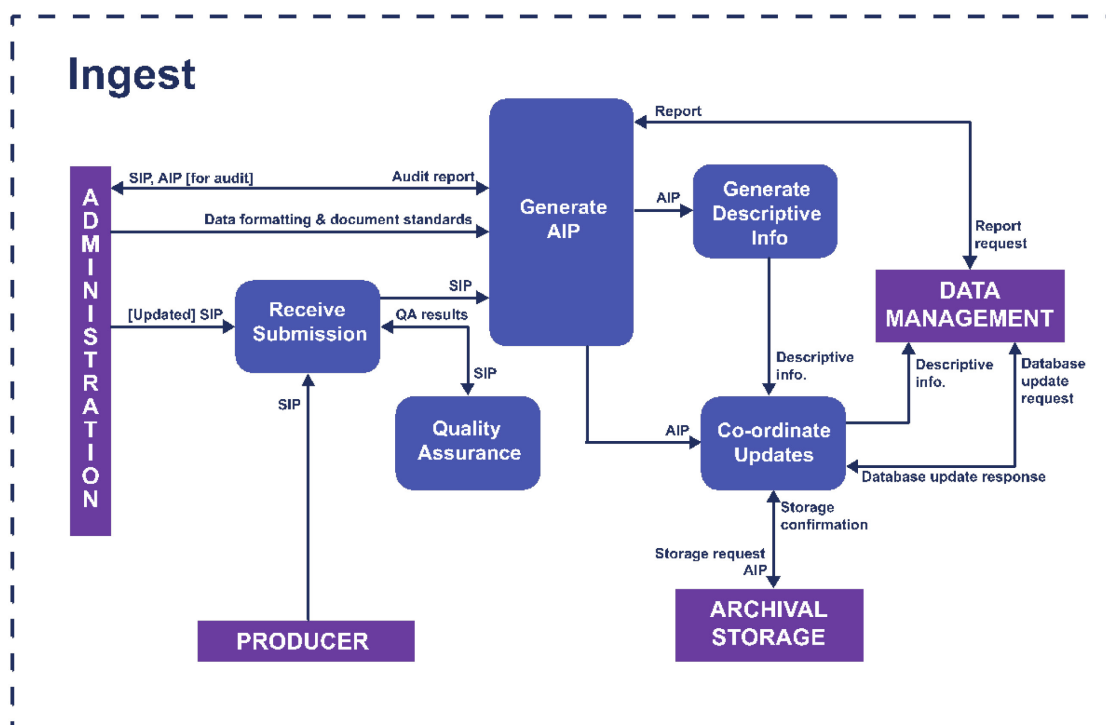 Ingest
Report
SIP, AIP [for audit]
Audit report
Generate
AIP
AIP
Generate
Descriptive
Info
Data formatting & document standards
Report
request
ADMINISTRATION
SIP
DATA
MANAGEMENT
[Updated] SIP
Receive
Submission
QA results
SIP
SIP
Descriptive
info.
Descriptive
info.
Database
update
request
Quality
Assurance
AIP
Co-ordinate
Updates
Database update response
Storage
confirmation
Storage request
AIP
ARCHIVAL
STORAGE
PRODUCER